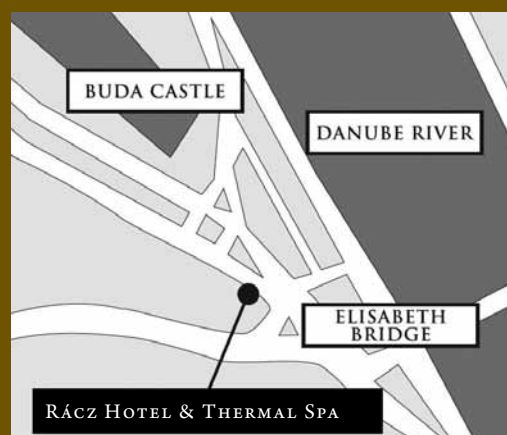 BUDA CASTLE
DANUBE RIVER
ELISABETH
BRIDGE
RÁCZ HOTEL & THERMAL SPA